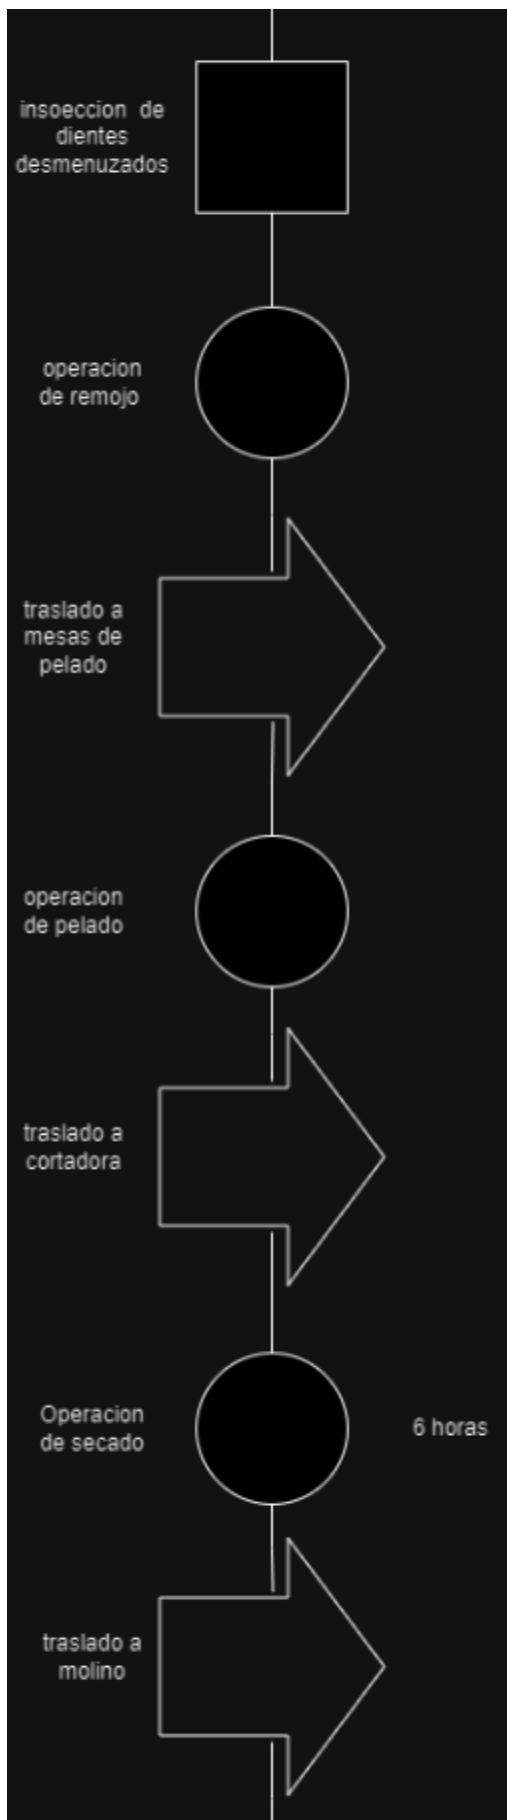 insoeccion de
dientes
desmenuzados
operacion
de remojo
traslado a
mesas de
pelado
operacion
de pelado
traslado a
cortadora
Operacion
de secado
6 horas
traslado a
molino